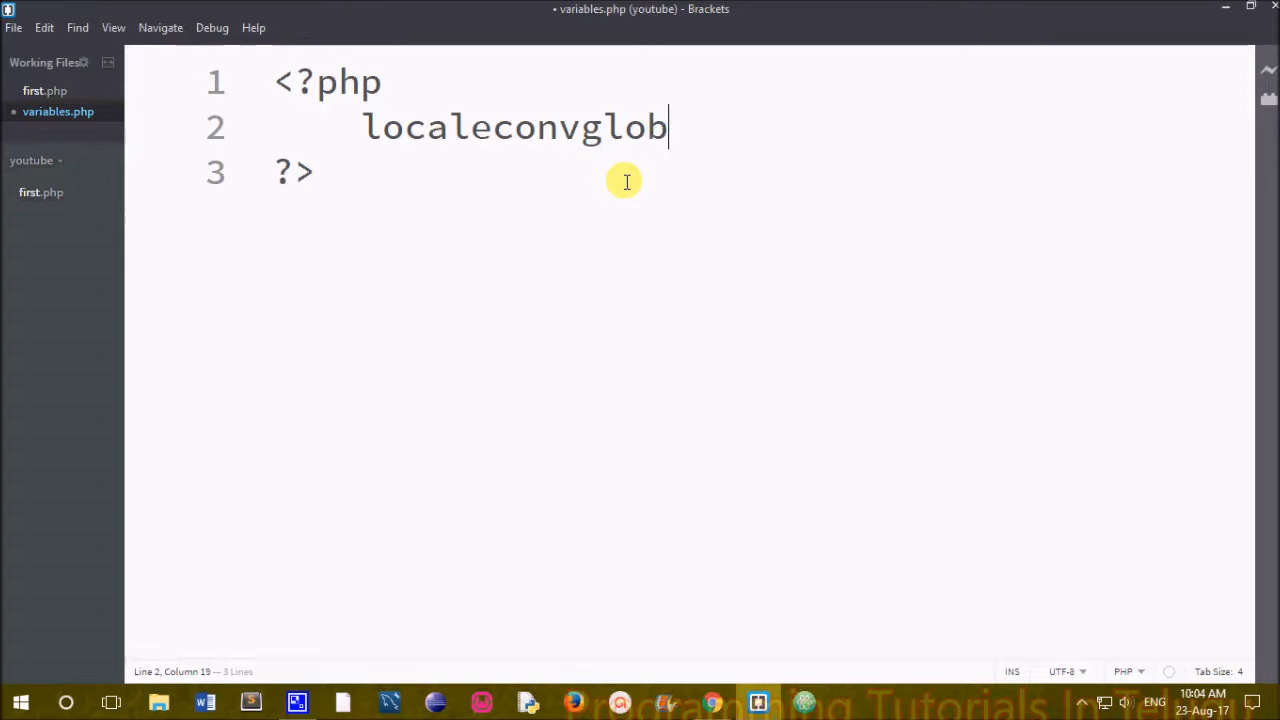 • variables.php (youtube) - Brackets
File Edit Find View Navigate Debug Help
Working Files
first.php
• variables.php
youtube
first.php
1 <?php
2 localeconvglob
3 ?>
Line 2, Column 19 — 3 Lines
INS UTF-8 PHP Tab Size: 4
Programming Tutorials In Telugu
ENG
10:04 AM
23-Aug-17